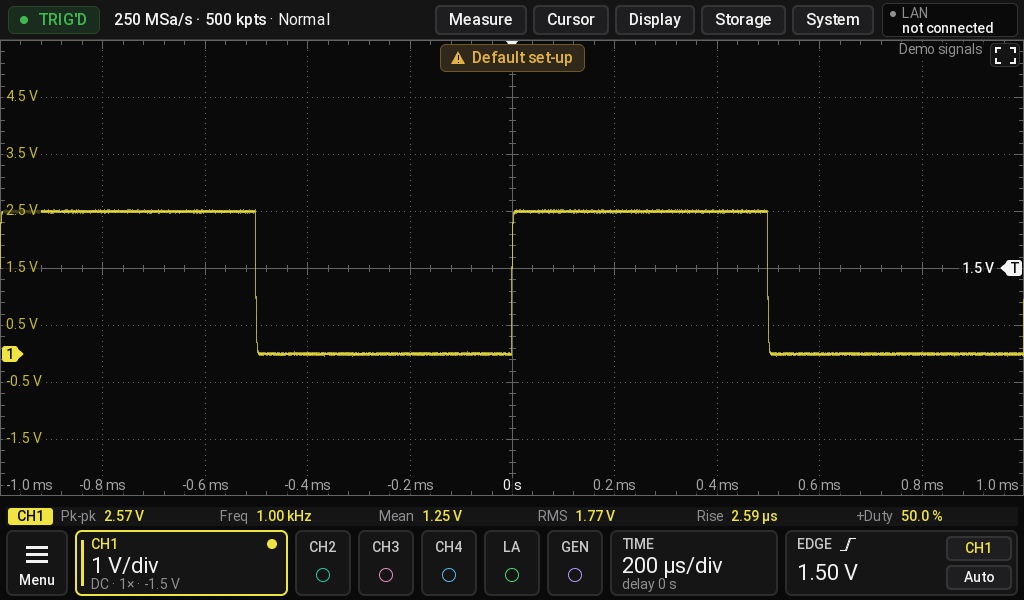 TRIG'D 250 MSa/s · 500 kpts · Normal Measure Cursor Display Storage System LAN
not connected
Default set-up Demo signals
4.5 V
3.5 V
2.5 V
1.5 V 1.5 V T
0.5 V
1
-0.5 V
-1.5 V
-1.0 ms -0.8 ms -0.6 ms -0.4 ms -0.2 ms 0 s 0.2 ms 0.4 ms 0.6 ms 0.8 ms 1.0 ms
CH1 Pk-pk 2.57 V Freq 1.00 kHz Mean 1.25 V RMS 1.77 V Rise 2.59 µs +Duty 50.0 %
Menu
CH1
1 V/div
DC · 1× · -1.5 V
CH2 CH3 CH4 LA GEN
TIME
200 µs/div
delay 0 s
EDGE CH1
1.50 V Auto